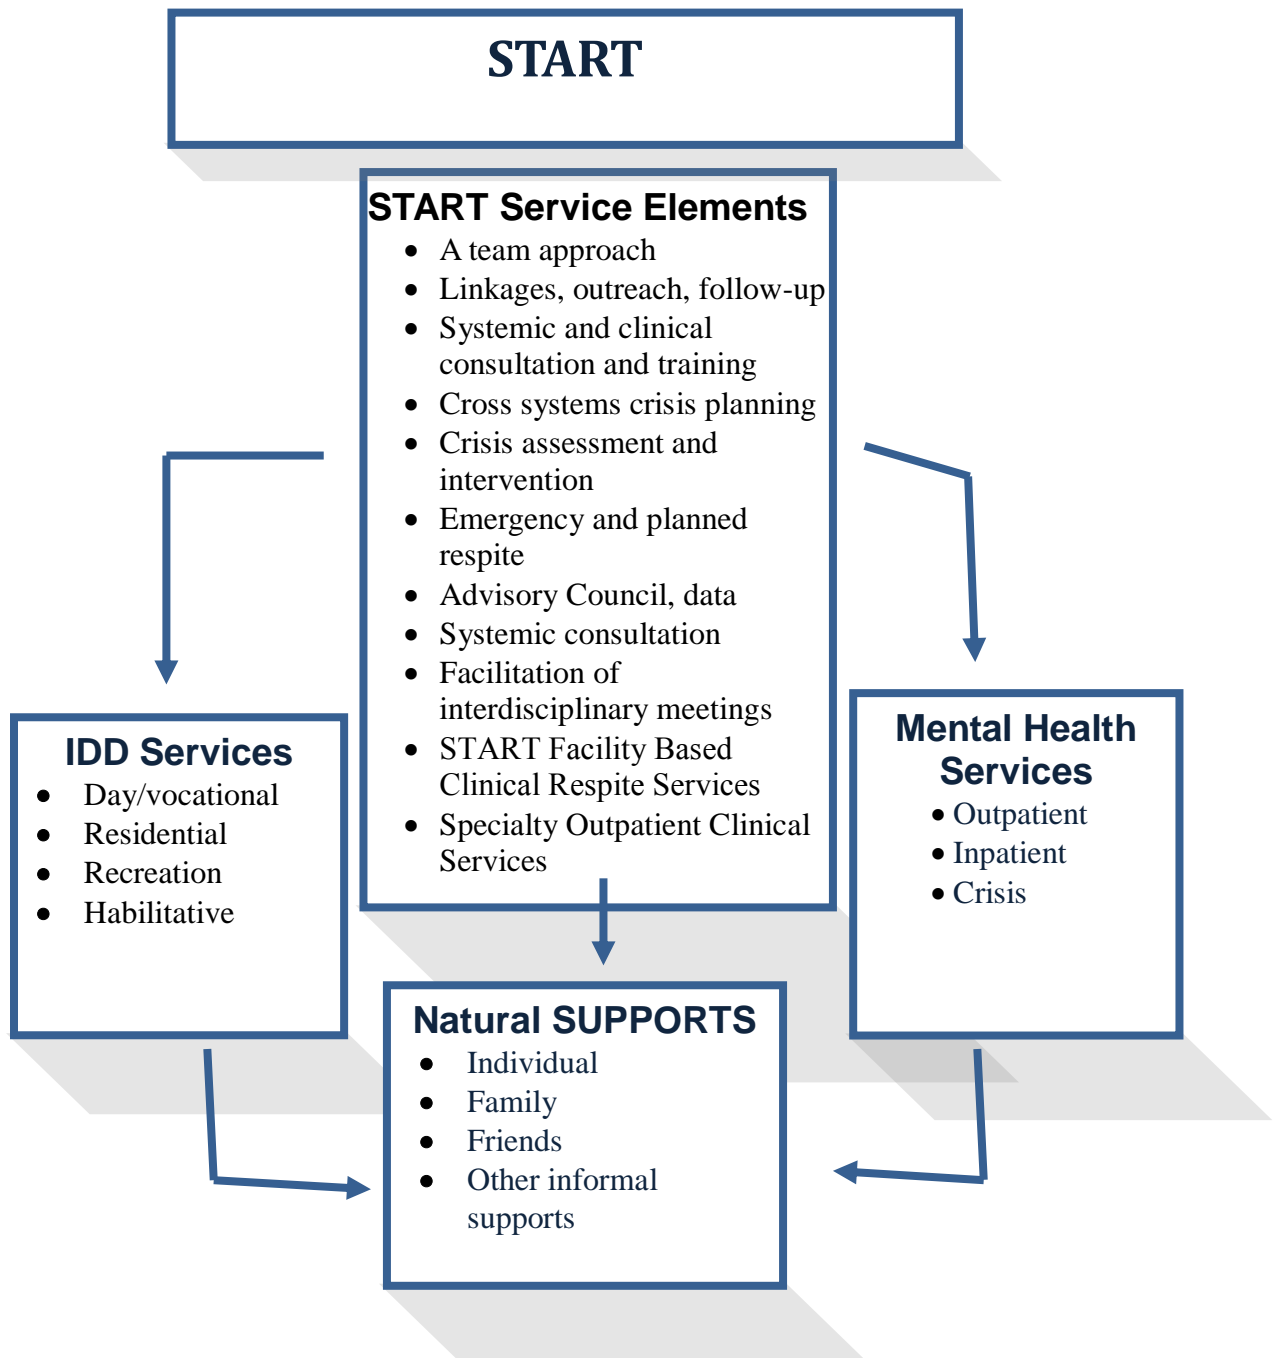 START
START Service Elements
• A team approach
• Linkages, outreach, follow-up
• Systemic and clinical
consultation and training
• Cross systems crisis planning
• Crisis assessment and
intervention
• Emergency and planned
respite
• Advisory Council, data
• Systemic consultation
• Facilitation of
interdisciplinary meetings
• START Facility Based
Clinical Respite Services
• Specialty Outpatient Clinical
Services
IDD Services
• Day/vocational
• Residential
• Recreation
• Habilitative
Mental Health
Services
• Outpatient
• Inpatient
• Crisis
Natural SUPPORTS
• Individual
• Family
• Friends
• Other informal
supports